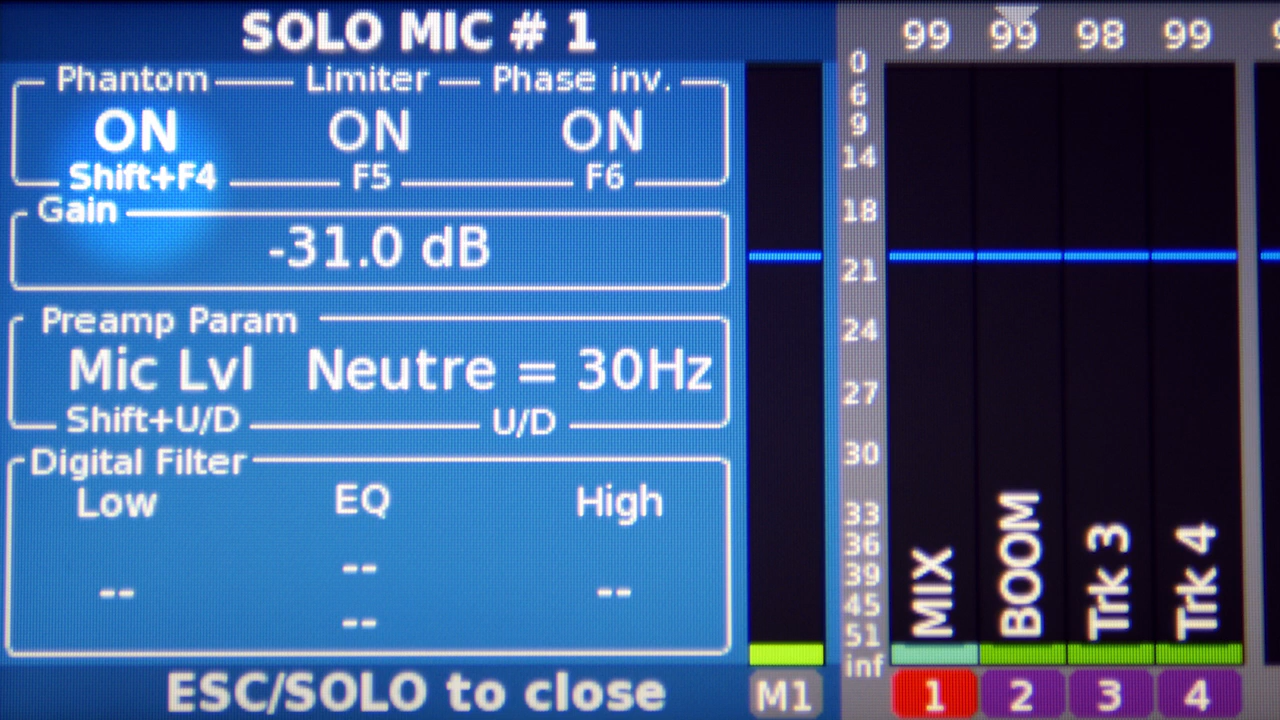 SOLO MIC # 1
Phantom Limiter Phase inv.
ON ON ON
Shift+F4 F5 F6
Gain
-31.0 dB
Preamp Param
Mic Lvl Neutre = 30Hz
Shift+U/D U/D
Digital Filter
Low EQ High
--
-- --
--
ESC/SOLO to close
M1
99 99 98 99
0
6
9
14
18
21
24
27
30
33
36
39
45
51
inf
MIX
BOOM
Trk 3
Trk 4
1 2 3 4